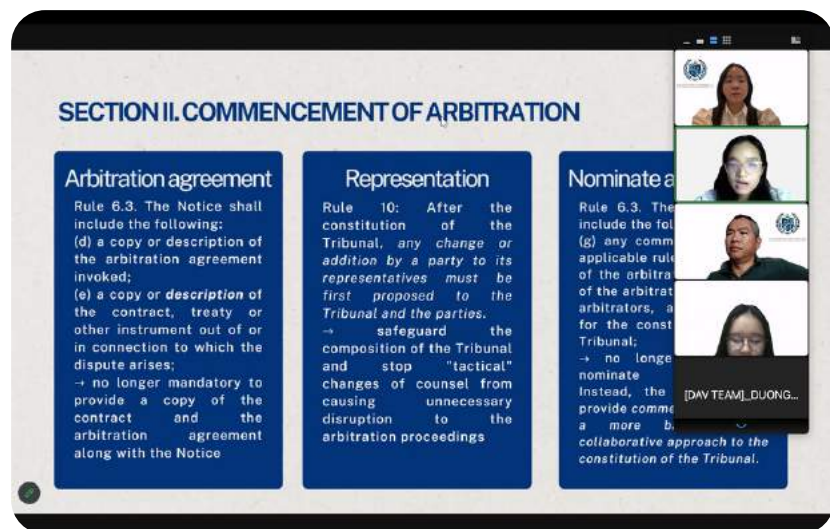 SECTION II. COMMENCEMENT OF ARBITRATION
Arbitration agreement
Rule 6.3. The Notice shall
include the following:
(d) a copy or description of
the arbitration agreement
invoked;
(e) a copy or description of
the contract, treaty or
other instrument out of or
in connection to which the
dispute arises;
→ no longer mandatory to
provide a copy of the
contract and the
arbitration agreement
along with the Notice
Representation
Rule 10: After the
constitution of the
Tribunal, any change or
addition by a party to its
representatives must be
first proposed to the
Tribunal and the parties.
→ safeguard the
composition of the Tribunal
and stop "tactical"
changes of counsel from
causing unnecessary
disruption to the
arbitration proceedings
Nominate a
Rule 6.3. The
include the fol
(g) any comm
applicable rul
of the arbitra
of the arbitrat
arbitrators, a
for the const
Tribunal;
→ no longe
nominate
Instead, the
provide comme
a more b
collaborative approach to the
constitution of the Tribunal.
[DAV TEAM]_DUONG...